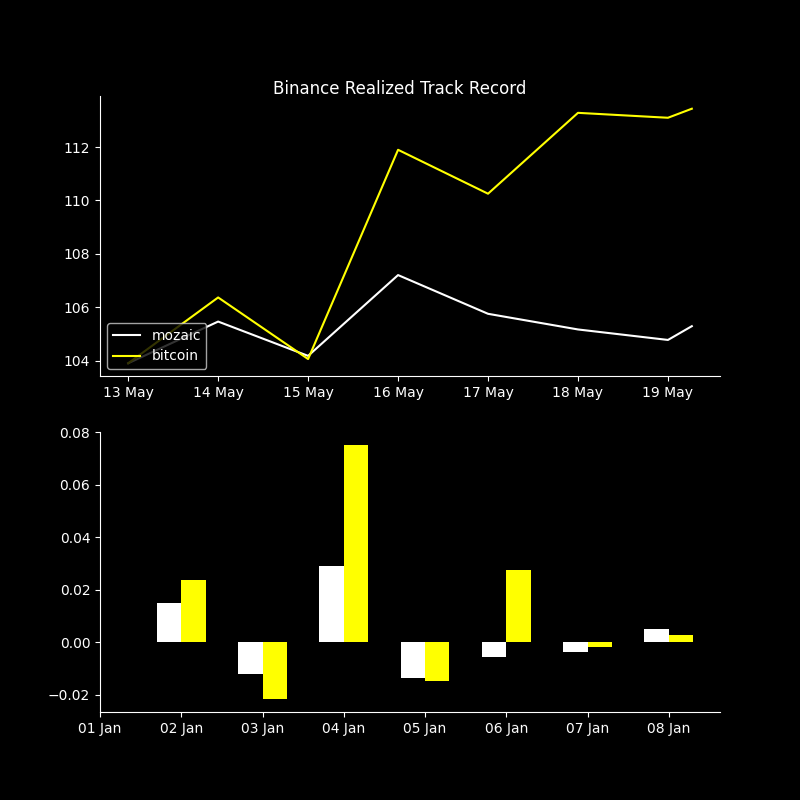 Binance Realized Track Record
112
110
108
106
104
mozaic
bitcoin
13 May 14 May 15 May 16 May 17 May 18 May 19 May
0.08
0.06
0.04
0.02
0.00
−0.02
01 Jan 02 Jan 03 Jan 04 Jan 05 Jan 06 Jan 07 Jan 08 Jan